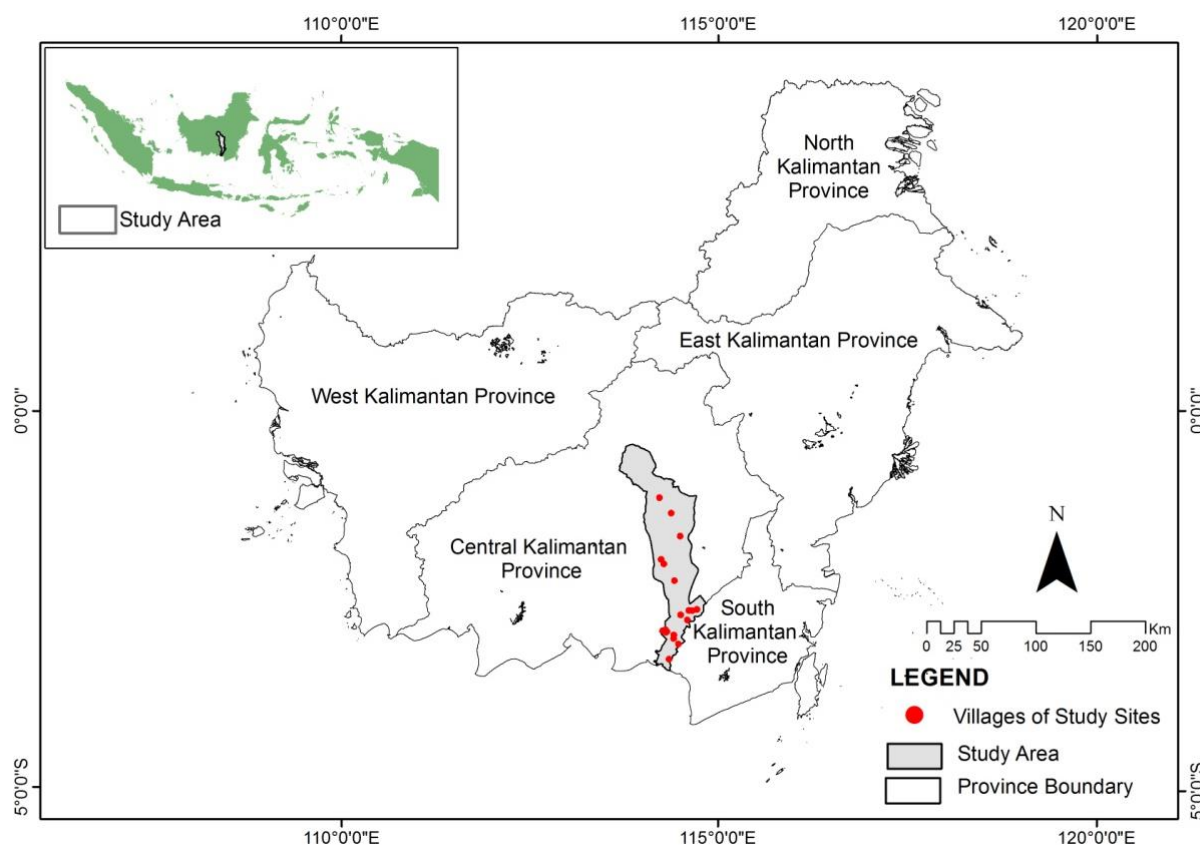 110°0'0"E
115°0'0"E
120°0'0"E
Study Area
North
Kalimantan
Province
East Kalimantan Province
West Kalimantan Province
0°0'0"
0°0'0"
Central Kalimantan
Province
South
Kalimantan
Province
N
0 25 50 100 150 200
Km
LEGEND
Villages of Study Sites
Study Area
Province Boundary
5°0'0"S
5°0'0"S
110°0'0"E
115°0'0"E
120°0'0"E